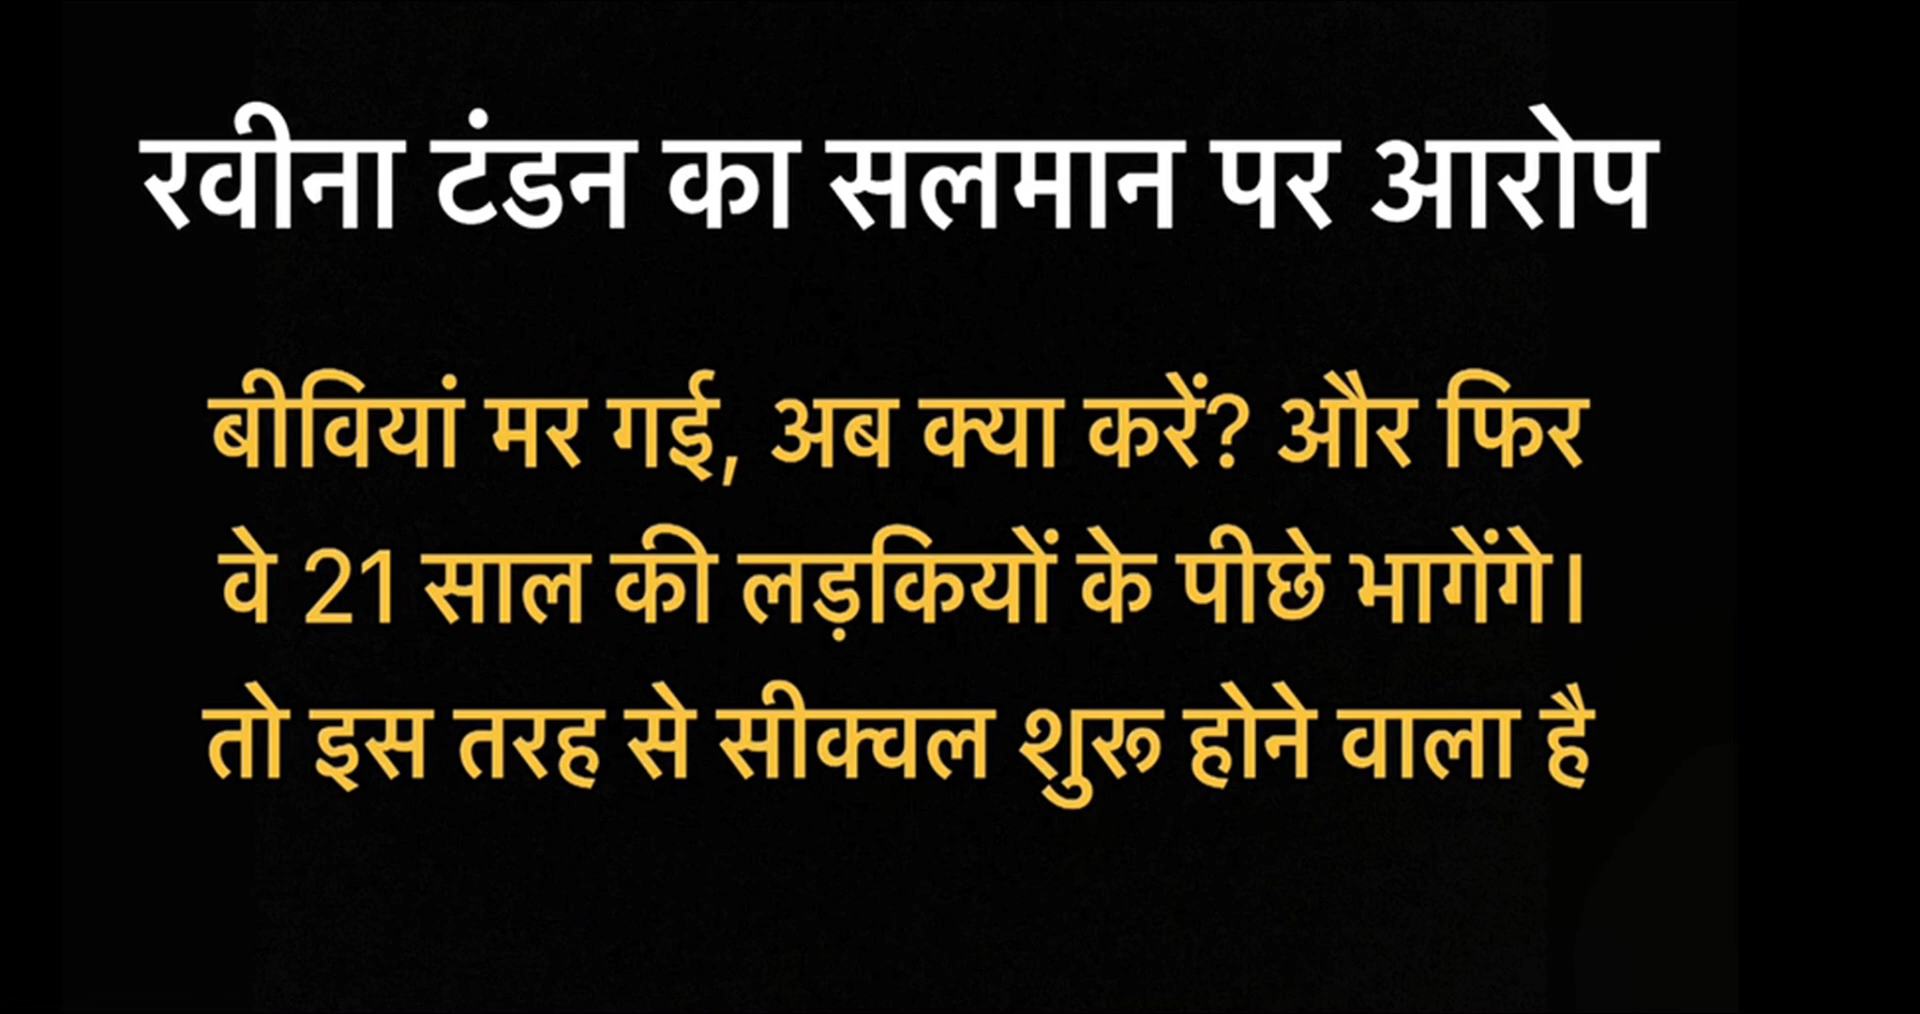 रवीना टंडन का सलमान पर आरोप
बीवियां मर गई, अब क्या करें? और फिर
वे 21 साल की लड़कियों के पीछे भागेंगे।
तो इस तरह से सीक्वल शुरू होने वाला है